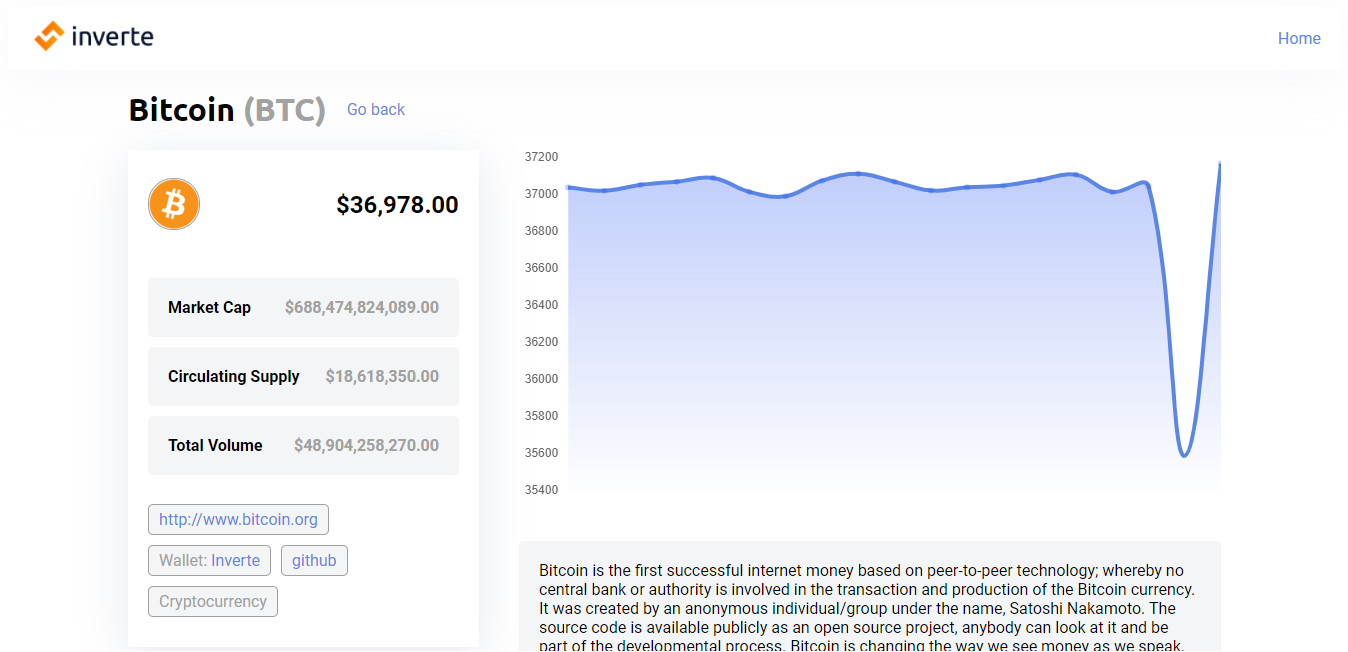 inverte
Home
Bitcoin (BTC) Go back
$36,978.00
Market Cap $688,474,824,089.00
Circulating Supply $18,618,350.00
Total Volume $48,904,258,270.00
http://www.bitcoin.org
Wallet: Inverte github
Cryptocurrency
37200
37000
36800
36600
36400
36200
36000
35800
35600
35400
Bitcoin is the first successful internet money based on peer-to-peer technology; whereby no
central bank or authority is involved in the transaction and production of the Bitcoin currency.
It was created by an anonymous individual/group under the name, Satoshi Nakamoto. The
source code is available publicly as an open source project, anybody can look at it and be
part of the developmental process. Bitcoin is changing the way we see money as we speak.